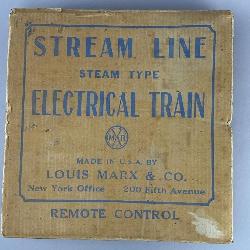 STREAM LINE
STEAM TYPE
ELECTRICAL TRAIN
MAR
MADE IN U.S.A. BY
LOUIS MARX & CO.
New York Office 200 Fifth Avenue
REMOTE CONTROL